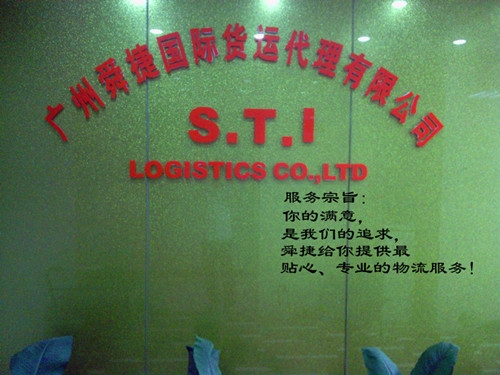 广州舜捷国际货运代理有限公司
S.T.I
LOGISTICS CO.,LTD
服务宗旨:
你的满意,
是我们的追求,
舜捷给你提供最
贴心、专业的物流服务!